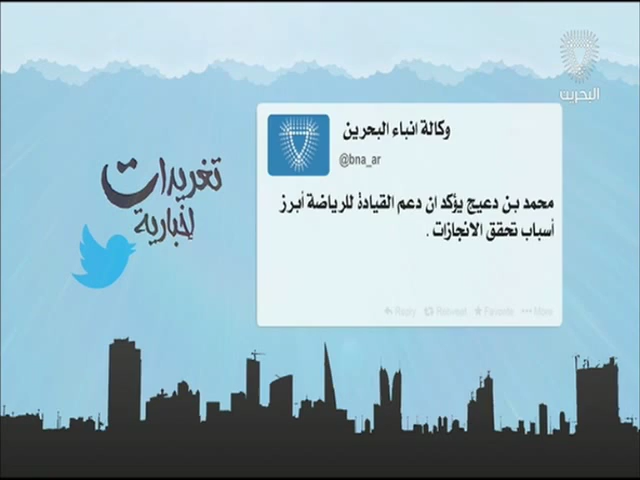 البحرين
تغريدات
إخبارية
وكالة انباء البحرين
@bna_ar
محمد بن دعيج يؤكد ان دعم القيادة للرياضة أبرز
أسباب تحقق الانجازات .
Reply Retweet Favorite More